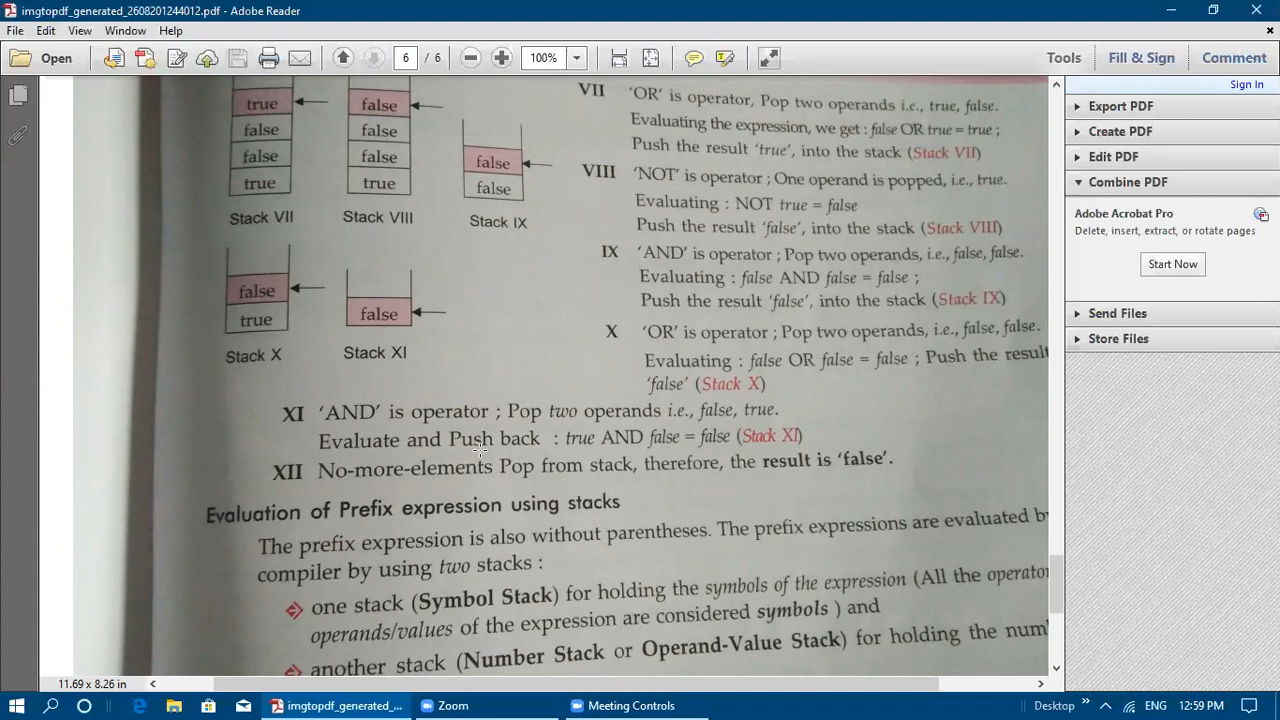 imgtopdf_generated_2608201244012.pdf - Adobe Reader
File Edit View Window Help
Open 6 / 6 100% Tools Fill & Sign Comment
Sign In
Export PDF
Create PDF
Edit PDF
Combine PDF
Adobe Acrobat Pro
Delete, insert, extract, or rotate pages
Start Now
Send Files
Store Files
true
false
false
true
Stack VII
false
false
false
true
Stack VIII
false
false
Stack IX
false
true
Stack X
false
Stack XI
VII 'OR' is operator, Pop two operands i.e., true, false.
Evaluating the expression, we get : false OR true = true ;
Push the result 'true', into the stack (Stack VII)
VIII 'NOT' is operator ; One operand is popped, i.e., true.
Evaluating : NOT true = false
Push the result 'false', into the stack (Stack VIII)
IX 'AND' is operator ; Pop two operands, i.e., false, false.
Evaluating : false AND false = false ;
Push the result 'false', into the stack (Stack IX)
X 'OR' is operator ; Pop two operands, i.e., false, false.
Evaluating : false OR false = false ; Push the result
'false' (Stack X)
XI 'AND' is operator ; Pop two operands i.e., false, true.
Evaluate and Push back : true AND false = false (Stack XI)
XII No-more-elements Pop from stack, therefore, the result is 'false'.
Evaluation of Prefix expression using stacks
The prefix expression is also without parentheses. The prefix expressions are evaluated by
compiler by using two stacks :
one stack (Symbol Stack) for holding the symbols of the expression (All the operator
operands/values of the expression are considered symbols ) and
another stack (Number Stack or Operand-Value Stack) for holding the num
11.69 x 8.26 in
imgtopdf_generated_... Zoom Meeting Controls Desktop ENG 12:59 PM